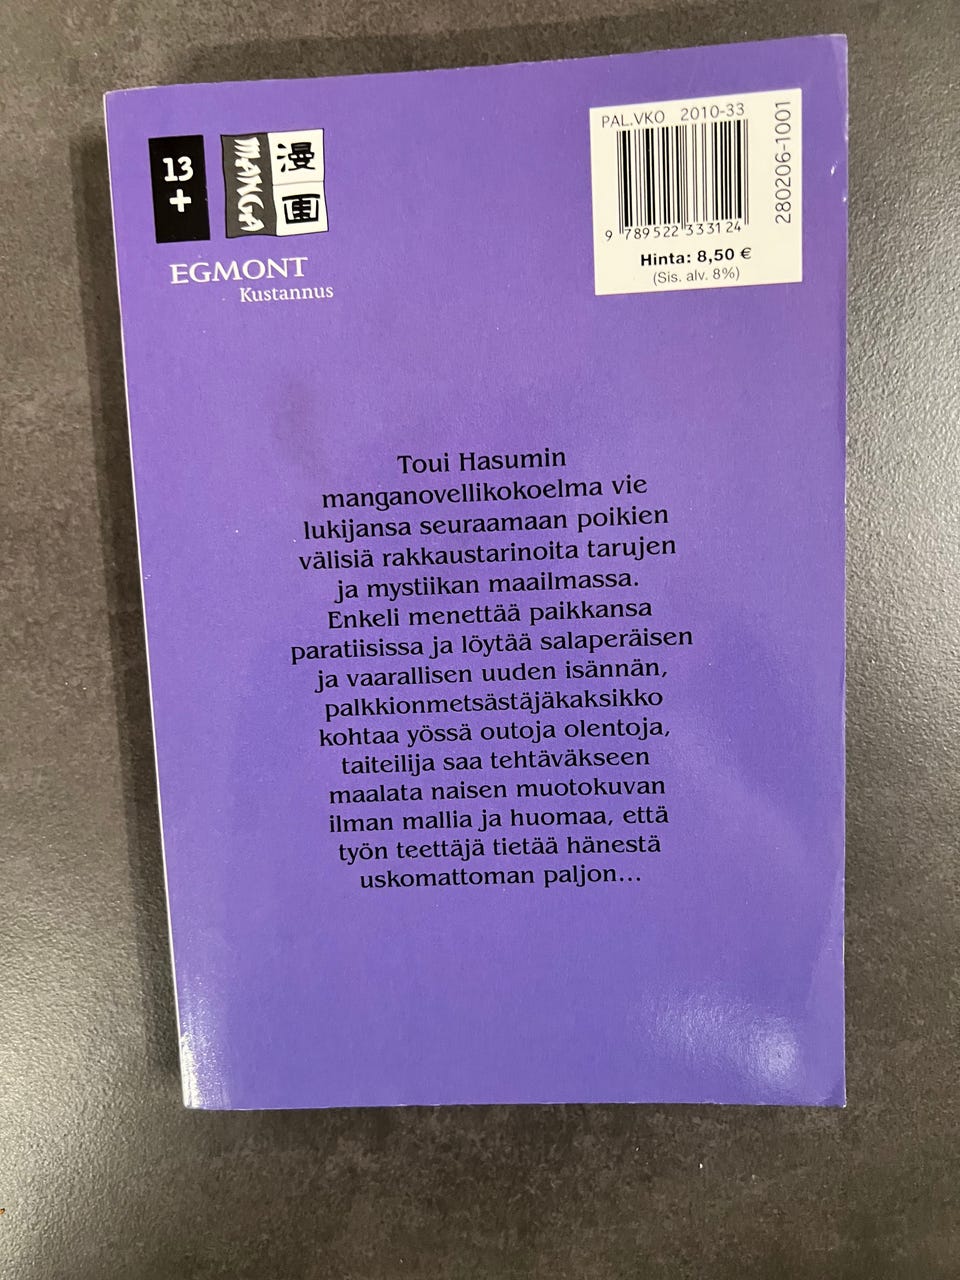 13
+
MANGA
漫
画
EGMONT
Kustannus
PAL.VKO 2010-33
9 789522 333124
280206-1001
Hinta: 8,50 €
(Sis. alv. 8%)
Toui Hasumin
manganovellikokoelma vie
lukijansa seuraamaan poikien
välisiä rakkaustarinoita tarujen
ja mystiikan maailmassa.
Enkeli menettää paikkansa
paratiisissa ja löytää salaperäisen
ja vaarallisen uuden isännän,
palkkionmetsästäjäkaksikko
kohtaa yössä outoja olentoja,
taiteilija saa tehtäväkseen
maalata naisen muotokuvan
ilman mallia ja huomaa, että
työn teettäjä tietää hänestä
uskomattoman paljon...